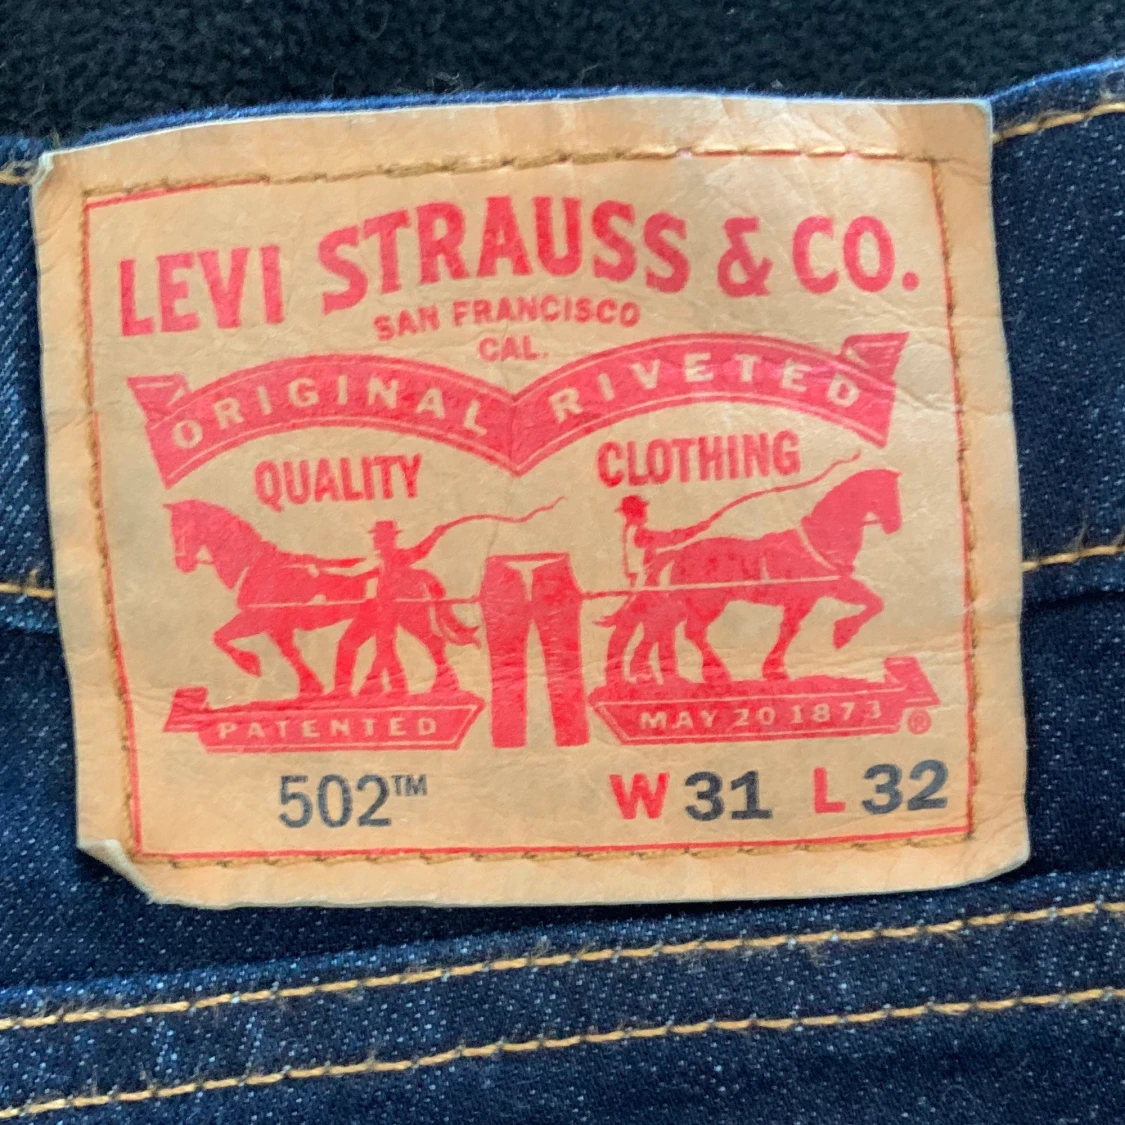 LEVI STRAUSS & CO.
SAN FRANCISCO
CAL.
ORIGINAL RIVETED
QUALITY CLOTHING
PATENTED MAY 20 1873 ®
502™ W 31 L 32